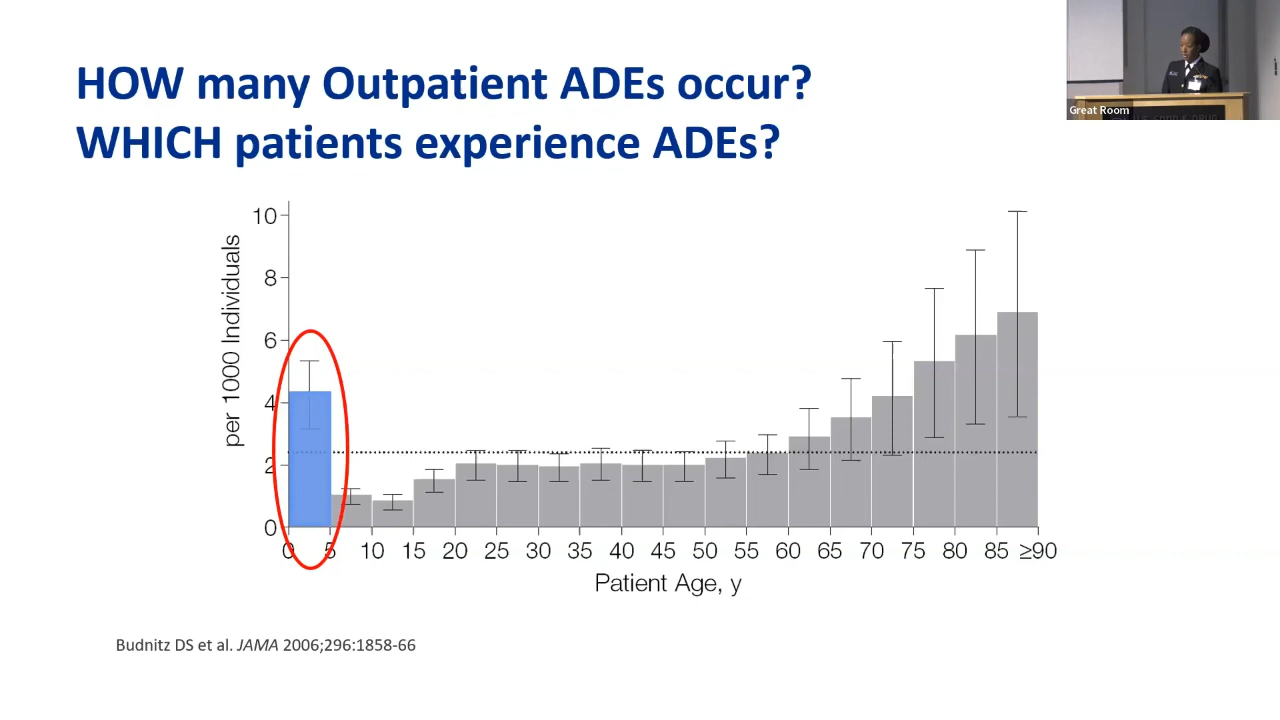 HOW many Outpatient ADEs occur?
WHICH patients experience ADEs?
Great Room
per 1000 Individuals
10
8
6
4
2
0
0 5 10 15 20 25 30 35 40 45 50 55 60 65 70 75 80 85 ≥90
Patient Age, y
Budnitz DS et al. JAMA 2006;296:1858-66